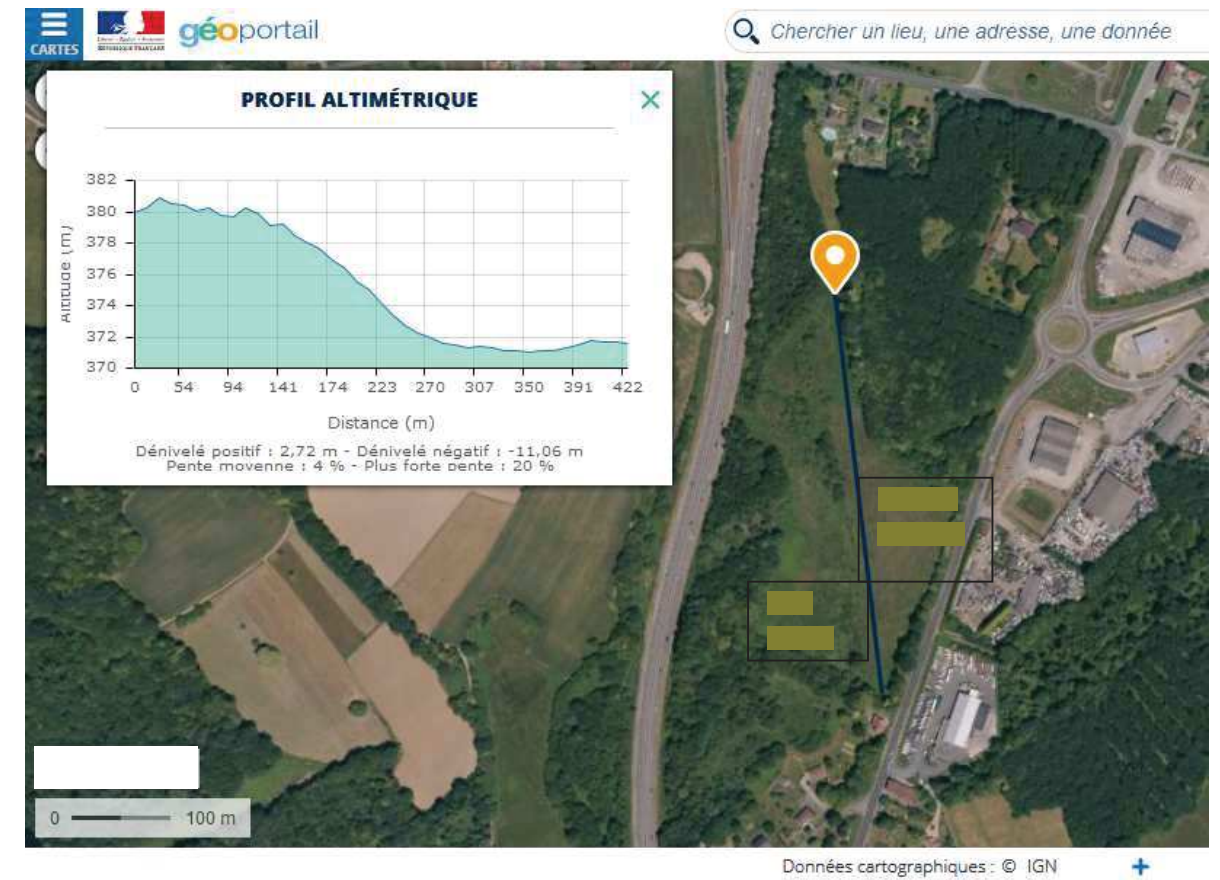 CARTES
RÉPUBLIQUE FRANÇAISE
géoportail
Chercher un lieu, une adresse, une donnée
PROFIL ALTIMÉTRIQUE
382
380
378
376
374
372
370
Altitude (m)
0 54 94 141 174 223 270 307 350 391 422
Distance (m)
Dénivelé positif : 2,72 m - Dénivelé négatif : -11,06 m
Pente moyenne : 4 % - Plus forte pente : 20 %
0 100 m
Données cartographiques : © IGN